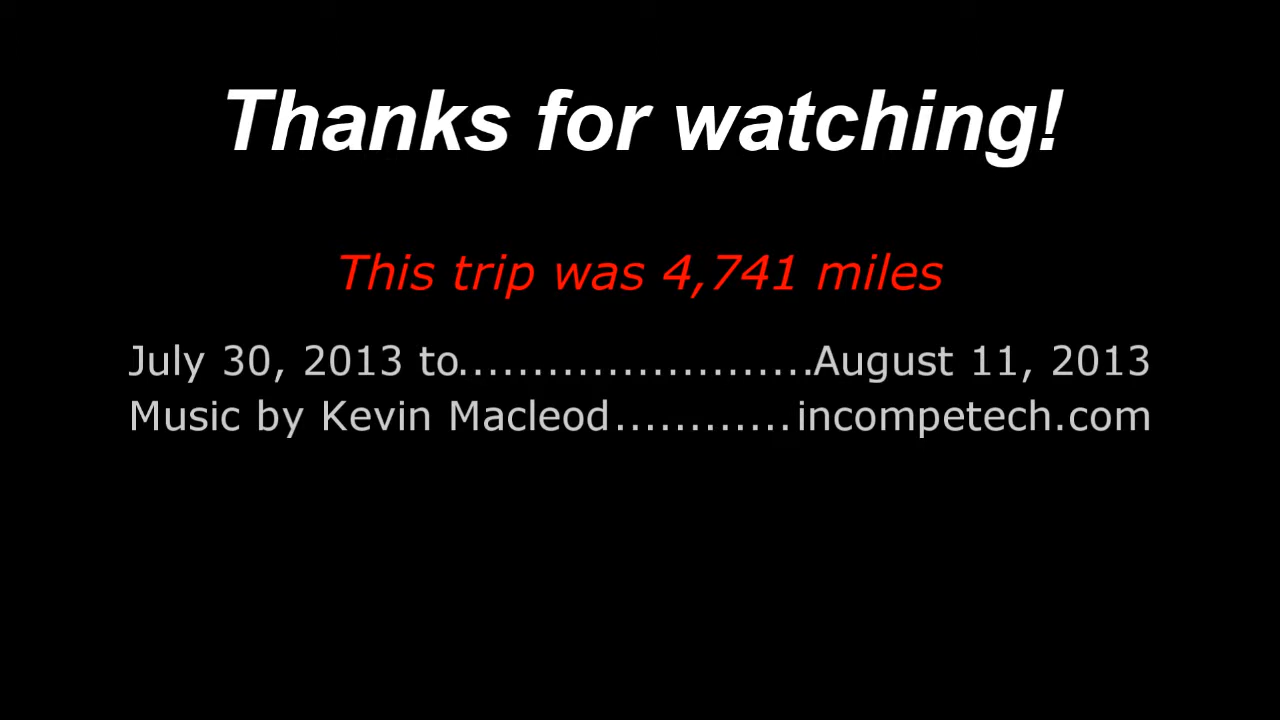 Thanks for watching!
This trip was 4,741 miles
July 30, 2013 to........................August 11, 2013
Music by Kevin Macleod............incompetech.com